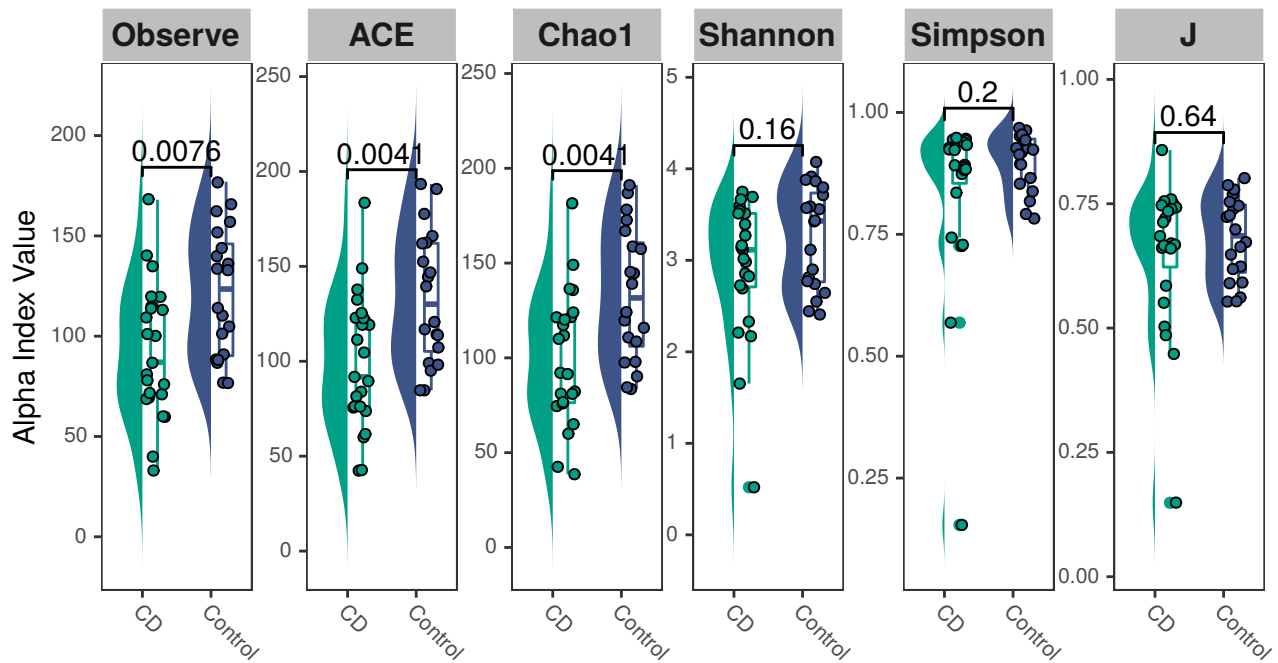 Observe ACE Chao1 Shannon Simpson J
Alpha Index Value
200
150
100
50
0
0.0076
CD
Control
250
200
150
100
50
0
0.0041
CD
Control
250
200
150
100
50
0
0.0041
CD
Control
5
4
3
2
1
0
0.16
CD
Control
1.00
0.75
0.50
0.25
0.2
CD
Control
1.00
0.75
0.50
0.25
0.00
0.64
CD
Control